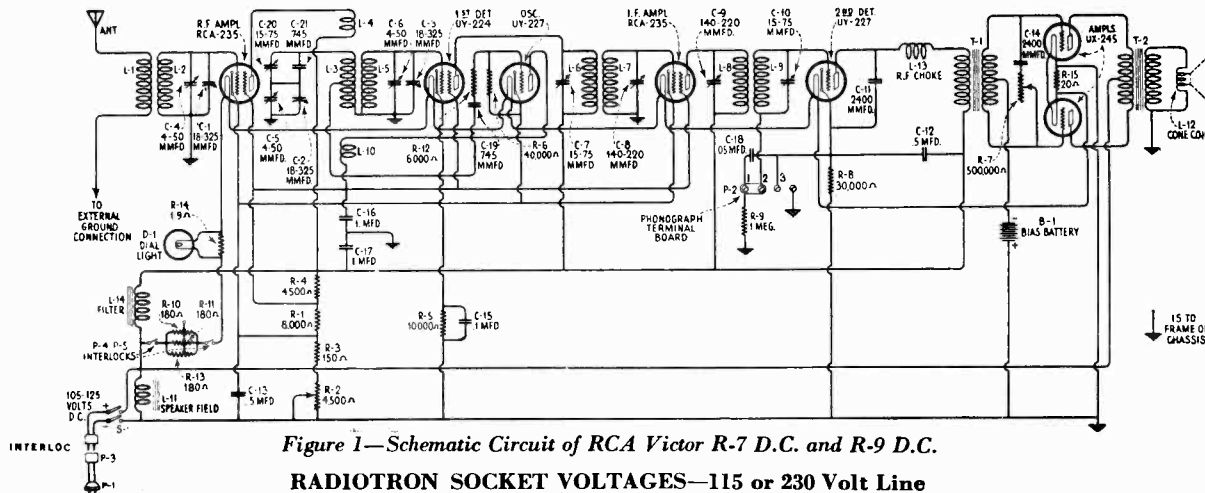 ANT
L-1
L-2
C-4
4-50
MMFD
C-1
18-325
MMFD
TO
EXTERNAL
GROUND
CONNECTION
R.F. AMPL.
RCA-235
C-20
15-75
MMFD
C-21
745
MMFD
C-5
4-50
MMFD.
C-2
18-325
MMFD
L-4
L-3
L-5
C-6
4-50
MMFD
C-3
18-325
MMFD
1ST DET.
UY-224
OSC.
UY-227
L-10
R-12
6,000Ω
C-19
745
MMFD
R-6
40,000Ω
L-6
C-7
15-75
MMFD
L-7
C-8
140-220
MMFD
I.F. AMPL.
RCA-235
C-9
140-220
MMFD
L-8
C-10
15-75
MMFD
L-9
2ND DET.
UY-227
L-13
R.F CHOKE
C-11
2400
MMFD
C-18
.05 MFD.
C-12
.5 MFD.
P-2
1
2
3
PHONOGRAPH
TERMINAL
BOARD
R-9
1 MEG.
R-8
30,000Ω
T-1
C-14
2400
MMFD
R-7
500,000Ω
AMPLS.
UX-245
R-15
20Ω
T-2
L-12
CONE
B-1
BIAS BATTERY
IS TO
FRAME
CHASSIS
R-14
1.9Ω
D-1
DIAL
LIGHT
C-16
.1 MFD
C-17
.1 MFD
L-14
FILTER
R-10
180Ω
R-11
180Ω
P-4 P-5
INTERLOCKS
R-13
180Ω
L-11
SPEAKER FIELD
R-4
4500Ω
R-1
8,000Ω
R-3
150Ω
R-2
4,500Ω
R-5
10000Ω
C-15
.1 MFD
C-13
.5 MFD
105-125
VOLTS
D.C.
+
-
S-
INTERLOC
P-3
P-1
Figure 1—Schematic Circuit of RCA Victor R-7 D.C. and R-9 D.C.
RADIOTRON SOCKET VOLTAGES—115 or 230 Volt Line